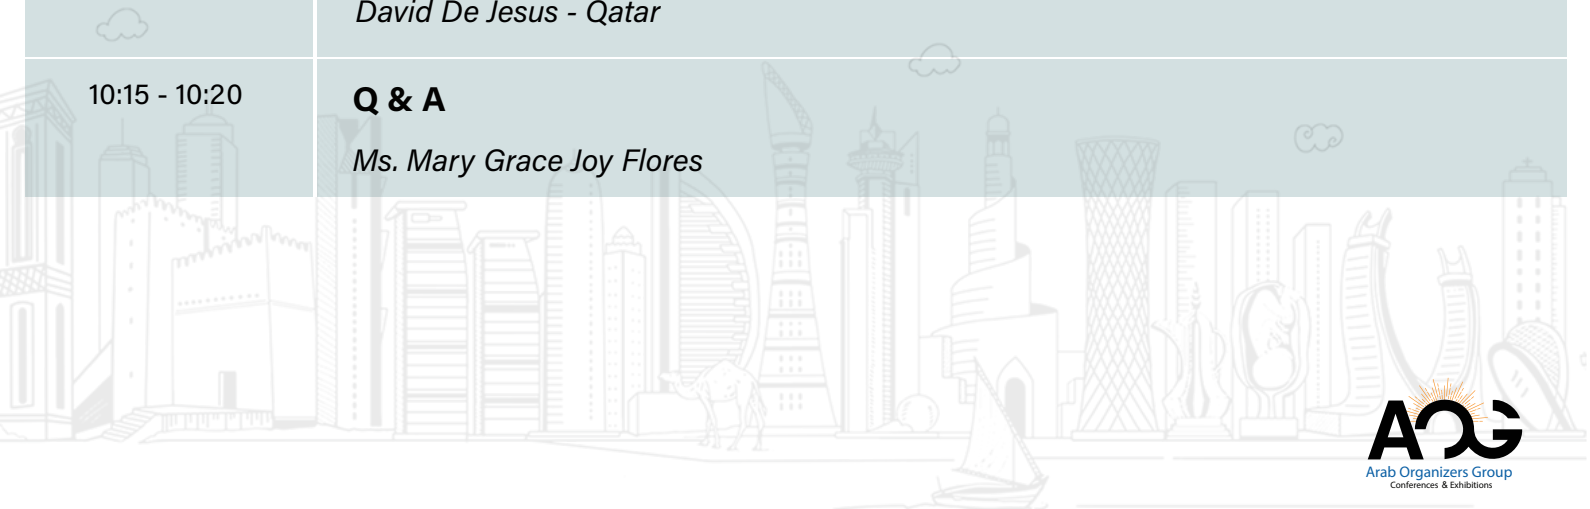 David De Jesus - Qatar
10:15 - 10:20
Q & A
Ms. Mary Grace Joy Flores
AOG
Arab Organizers Group
Conferences & Exhibitions